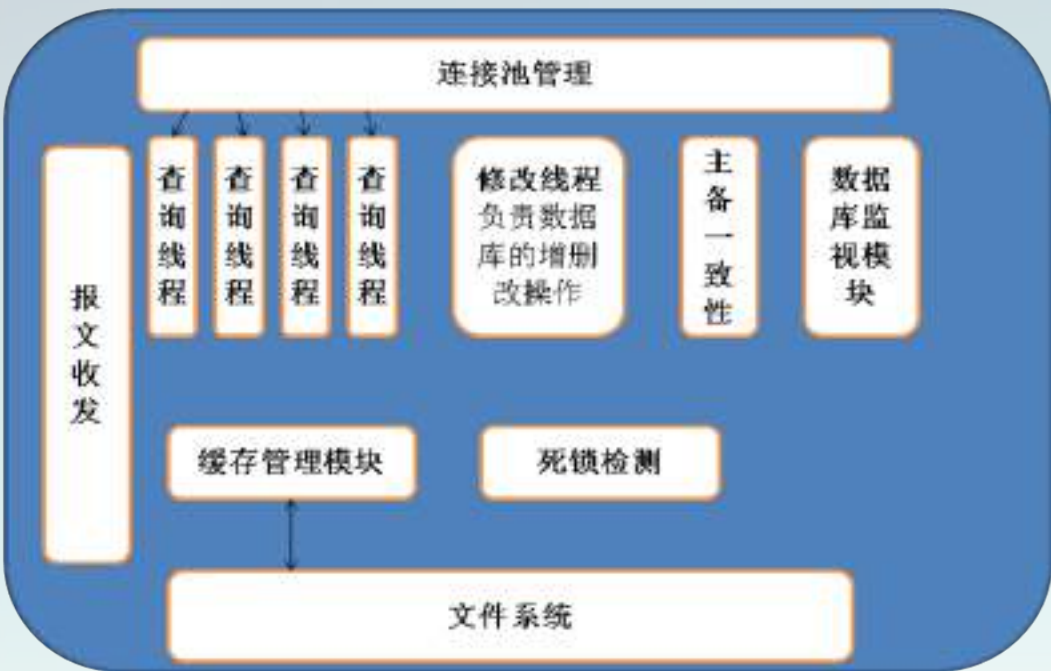 连接池管理
查询线程
查询线程
查询线程
查询线程
修改线程
负责数据
库的增删
改操作
主备一致性
数据
库监
视模
块
报文收发
缓存管理模块
死锁检测
文件系统